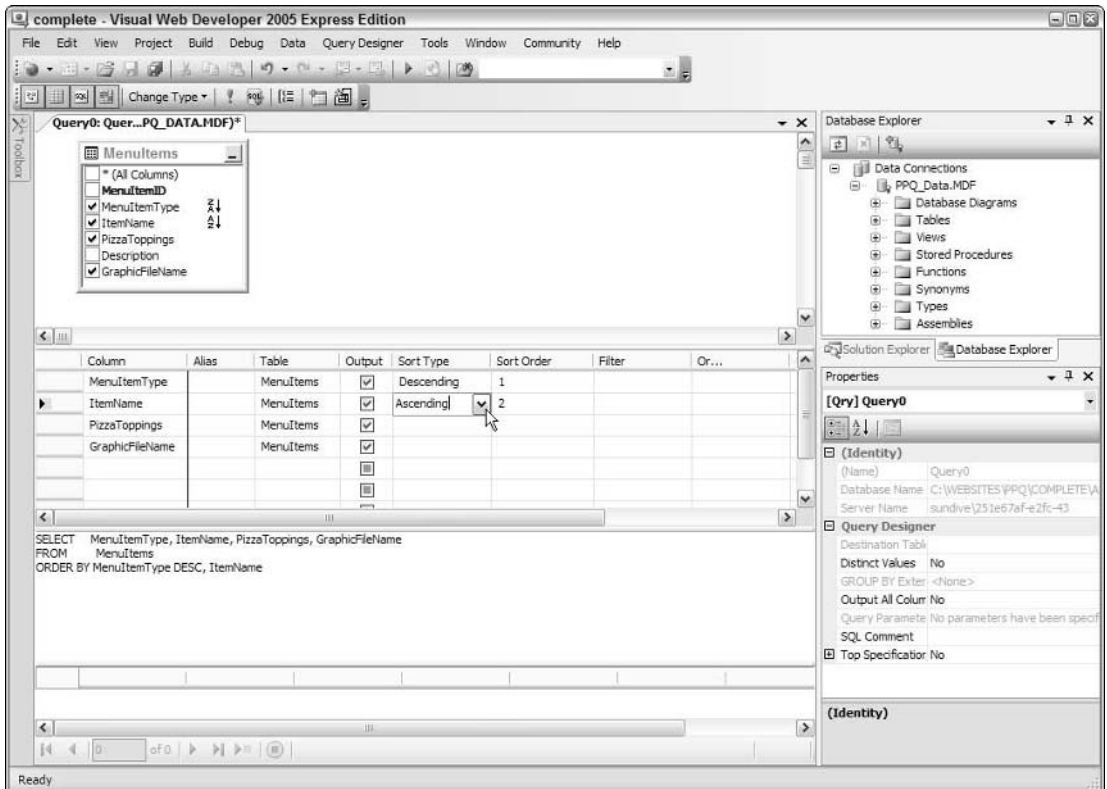 complete - Visual Web Developer 2005 Express Edition
File Edit View Project Build Debug Data Query Designer Tools Window Community Help
Change Type
Toolbox
Query0: Quer...PQ_DATA.MDF)*
MenuItems
* (All Columns)
MenuItemID
MenuItemType
ItemName
PizzaToppings
Description
GraphicFileName
Column Alias Table Output Sort Type Sort Order Filter Or...
MenuItemType MenuItems Descending 1
ItemName MenuItems Ascending 2
PizzaToppings MenuItems
GraphicFileName MenuItems
SELECT MenuItemType, ItemName, PizzaToppings, GraphicFileName
FROM MenuItems
ORDER BY MenuItemType DESC, ItemName
0 of 0
Database Explorer
Data Connections
PPQ_Data.MDF
Database Diagrams
Tables
Views
Stored Procedures
Functions
Synonyms
Types
Assemblies
Solution Explorer Database Explorer
Properties
[Qry] Query0
(Identity)
(Name) Query0
Database Name C:\WEBSITES\PPQ\COMPLETE\A
Server Name sundive\251e67af-e2fc-43
Query Designer
Destination Tabl
Distinct Values No
GROUP BY Exter <None>
Output All Colum No
Query Paramete No parameters have been specif
SQL Comment
Top Specification No
(Identity)
Ready